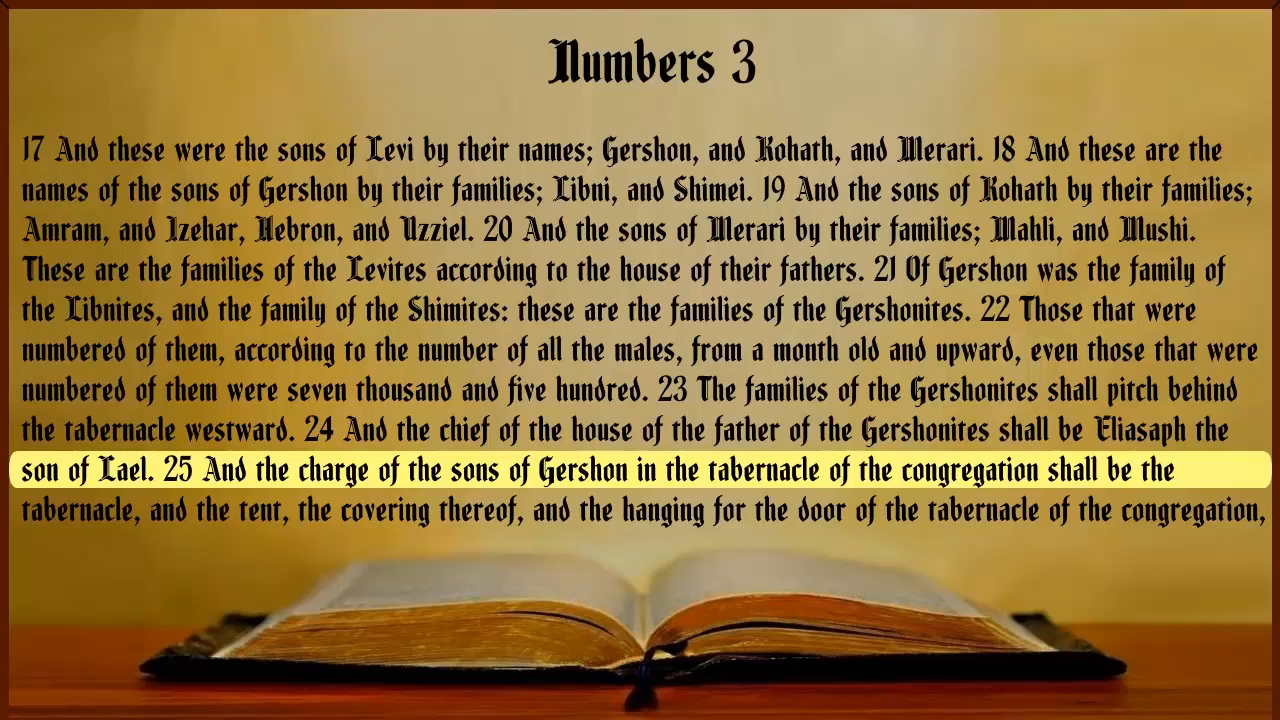 Numbers 3
17 And these were the sons of Levi by their names; Gershon, and Kohath, and Merari. 18 And these are the
names of the sons of Gershon by their families; Libni, and Shimei. 19 And the sons of Kohath by their families;
Amram, and Izehar, Hebron, and Uzziel. 20 And the sons of Merari by their families; Mahli, and Mushi.
These are the families of the Levites according to the house of their fathers. 21 Of Gershon was the family of
the Libnites, and the family of the Shimites: these are the families of the Gershonites. 22 Those that were
numbered of them, according to the number of all the males, from a month old and upward, even those that were
numbered of them were seven thousand and five hundred. 23 The families of the Gershonites shall pitch behind
the tabernacle westward. 24 And the chief of the house of the father of the Gershonites shall be Eliasaph the
son of Lael. 25 And the charge of the sons of Gershon in the tabernacle of the congregation shall be the
tabernacle, and the tent, the covering thereof, and the hanging for the door of the tabernacle of the congregation,